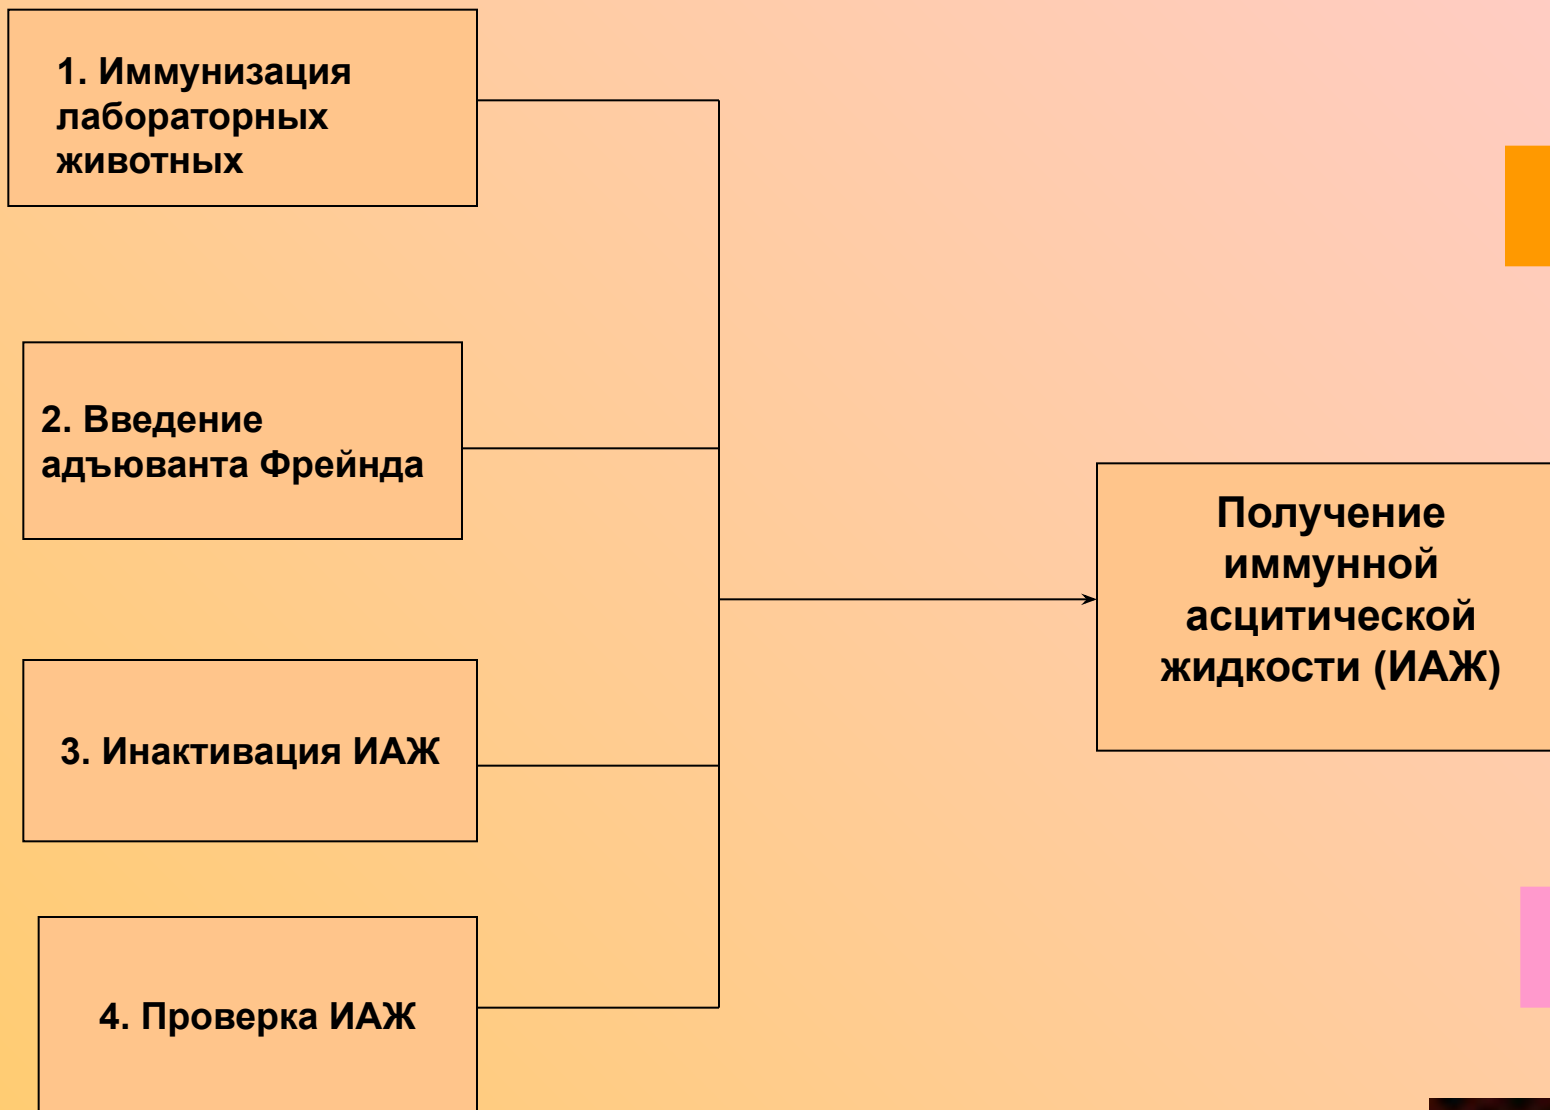 1. Иммунизация
лабораторных
животных
2. Введение
адъюванта Фрейнда
3. Инактивация ИАЖ
4. Проверка ИАЖ
Получение
иммунной
асцитической
жидкости (ИАЖ)